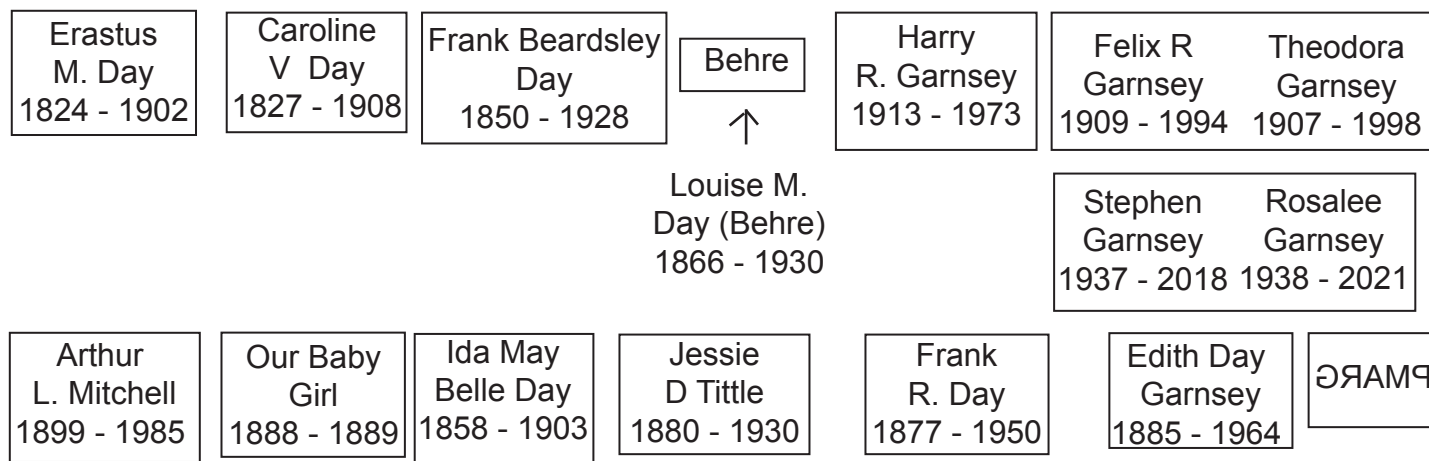 Erastus
M. Day
1824 - 1902
Caroline
V Day
1827 - 1908
Frank Beardsley
Day
1850 - 1928
Behre
Louise M.
Day (Behre)
1866 - 1930
Harry
R. Garnsey
1913 - 1973
Felix R
Garnsey
1909 - 1994
Theodora
Garnsey
1907 - 1998
Stephen
Garnsey
1937 - 2018
Rosalee
Garnsey
1938 - 2021
Arthur
L. Mitchell
1899 - 1985
Our Baby
Girl
1888 - 1889
Ida May
Belle Day
1858 - 1903
Jessie
D Tittle
1880 - 1930
Frank
R. Day
1877 - 1950
Edith Day
Garnsey
1885 - 1964
GRAMP